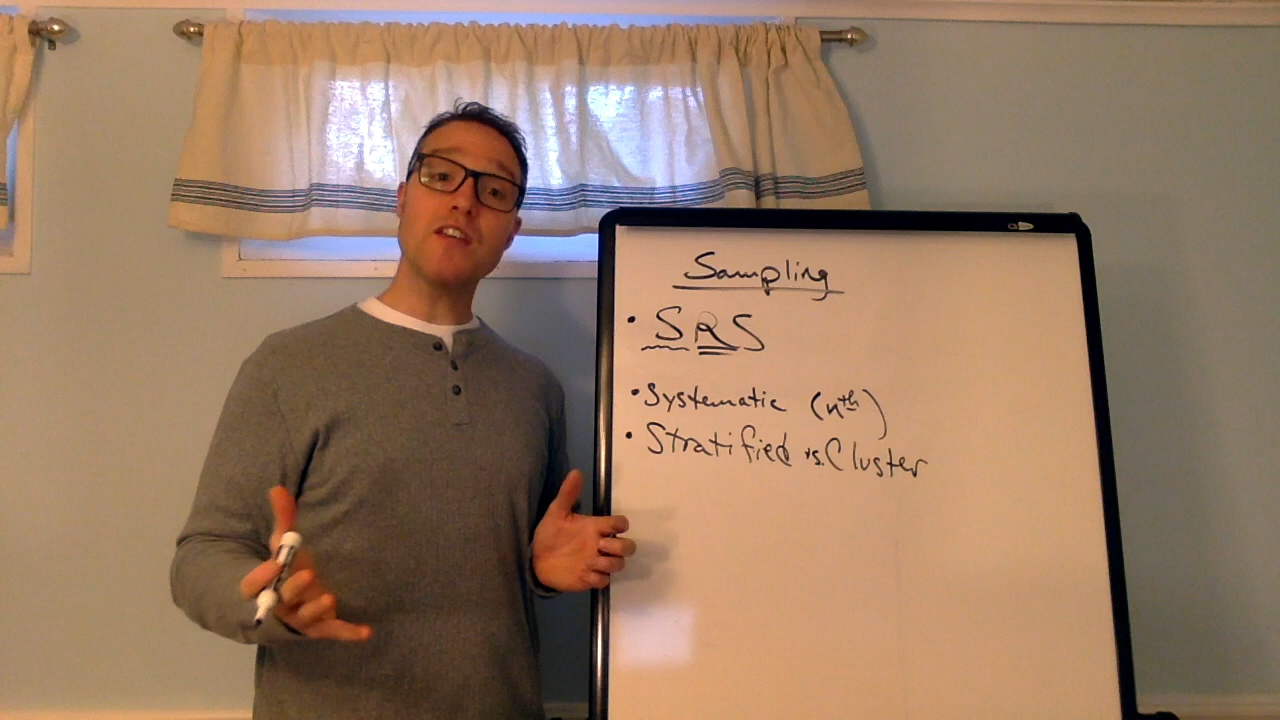 Sampling
• SRS
• Systematic (nth)
• Stratified vs. Cluster